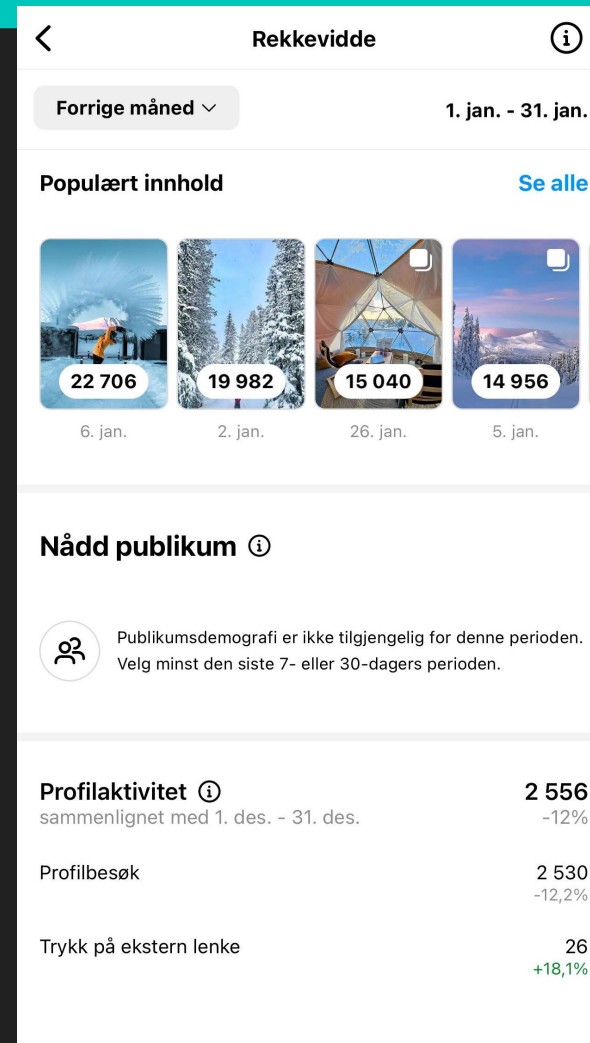 Rekkevidde
Forrige måned
1. jan. - 31. jan.
Populært innhold
Se alle
22 706
19 982
15 040
14 956
6. jan.
2. jan.
26. jan.
5. jan.
Nådd publikum
Publikumsdemografi er ikke tilgjengelig for denne perioden.
Velg minst den siste 7- eller 30-dagers perioden.
Profilaktivitet
2 556
sammenlignet med 1. des. - 31. des.
-12%
Profilbesøk
2 530
-12,2%
Trykk på ekstern lenke
26
+18,1%